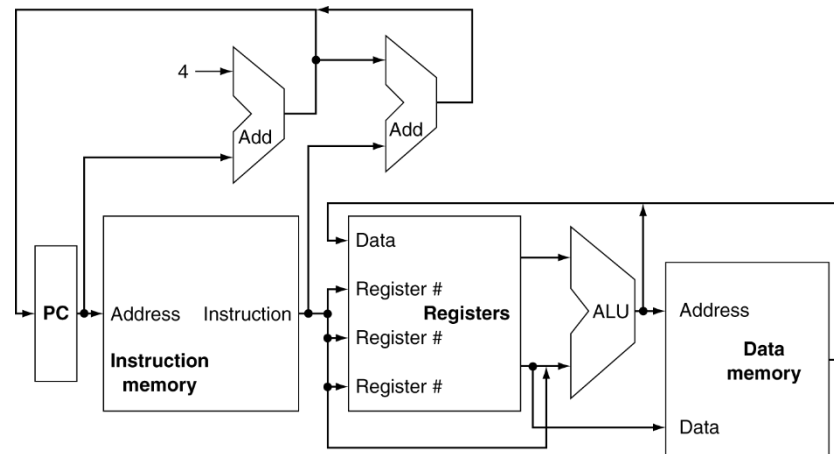 4
Add
Add
Data
PC
Address
Instruction
Register #
Registers
ALU
Address
Instruction
memory
Register #
Data
memory
Register #
Data